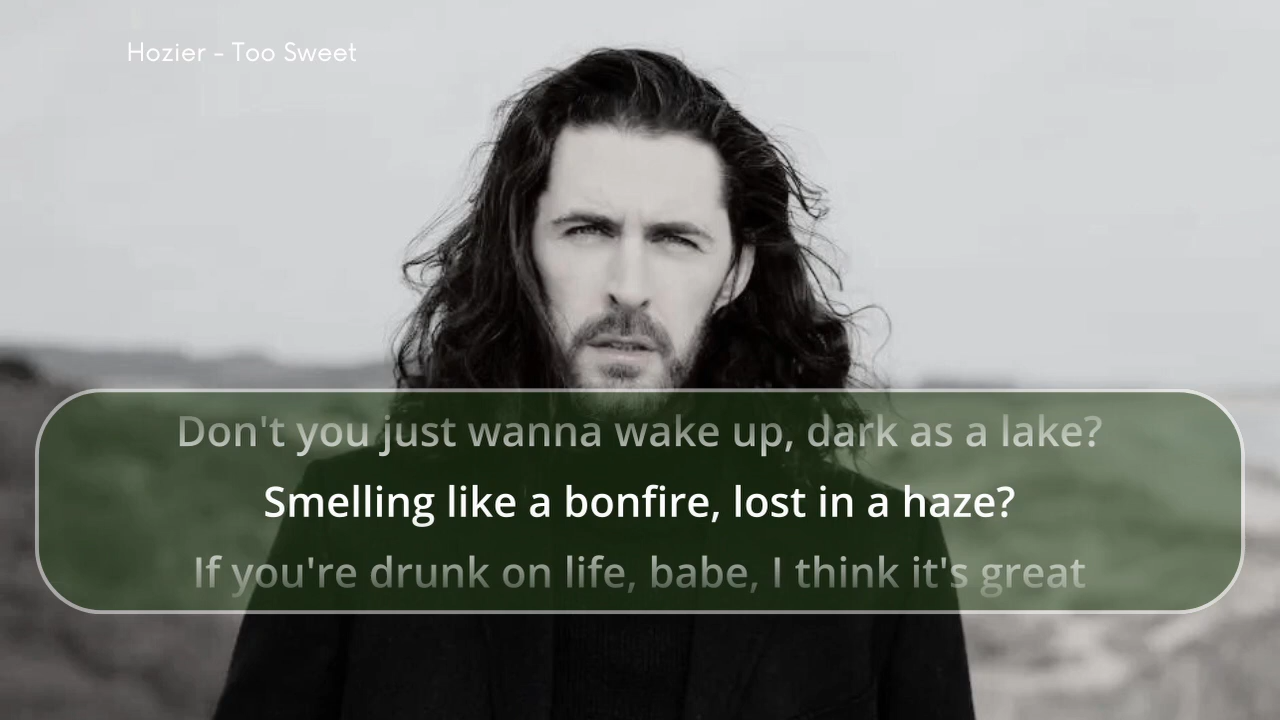 Hozier - Too Sweet
Don't you just wanna wake up, dark as a lake?
Smelling like a bonfire, lost in a haze?
If you're drunk on life, babe, I think it's great